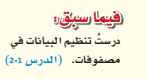 فيما سبق:
درستُ تنظيم البيانات في
مصفوفات. (الدرس 1-2)